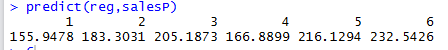 > predict(reg,salesP)
1 2 3 4 5 6
155.9478 183.3031 205.1873 166.8899 216.1294 232.5426